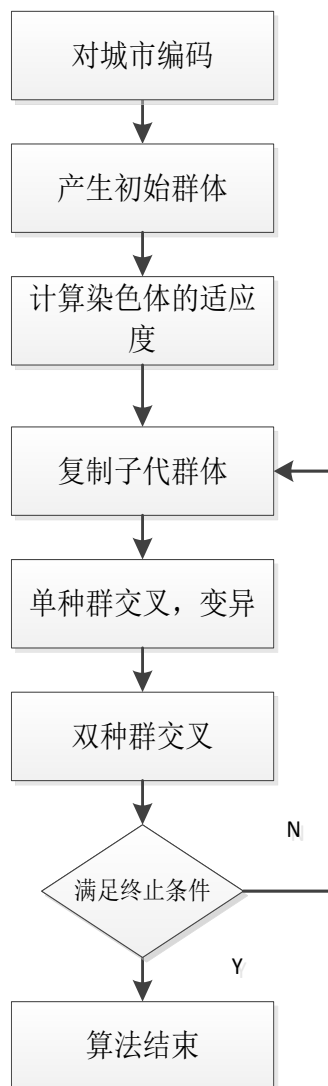 对城市编码
产生初始群体
计算染色体的适应
度
复制子代群体
单种群交叉，变异
双种群交叉
满足终止条件
N
Y
算法结束